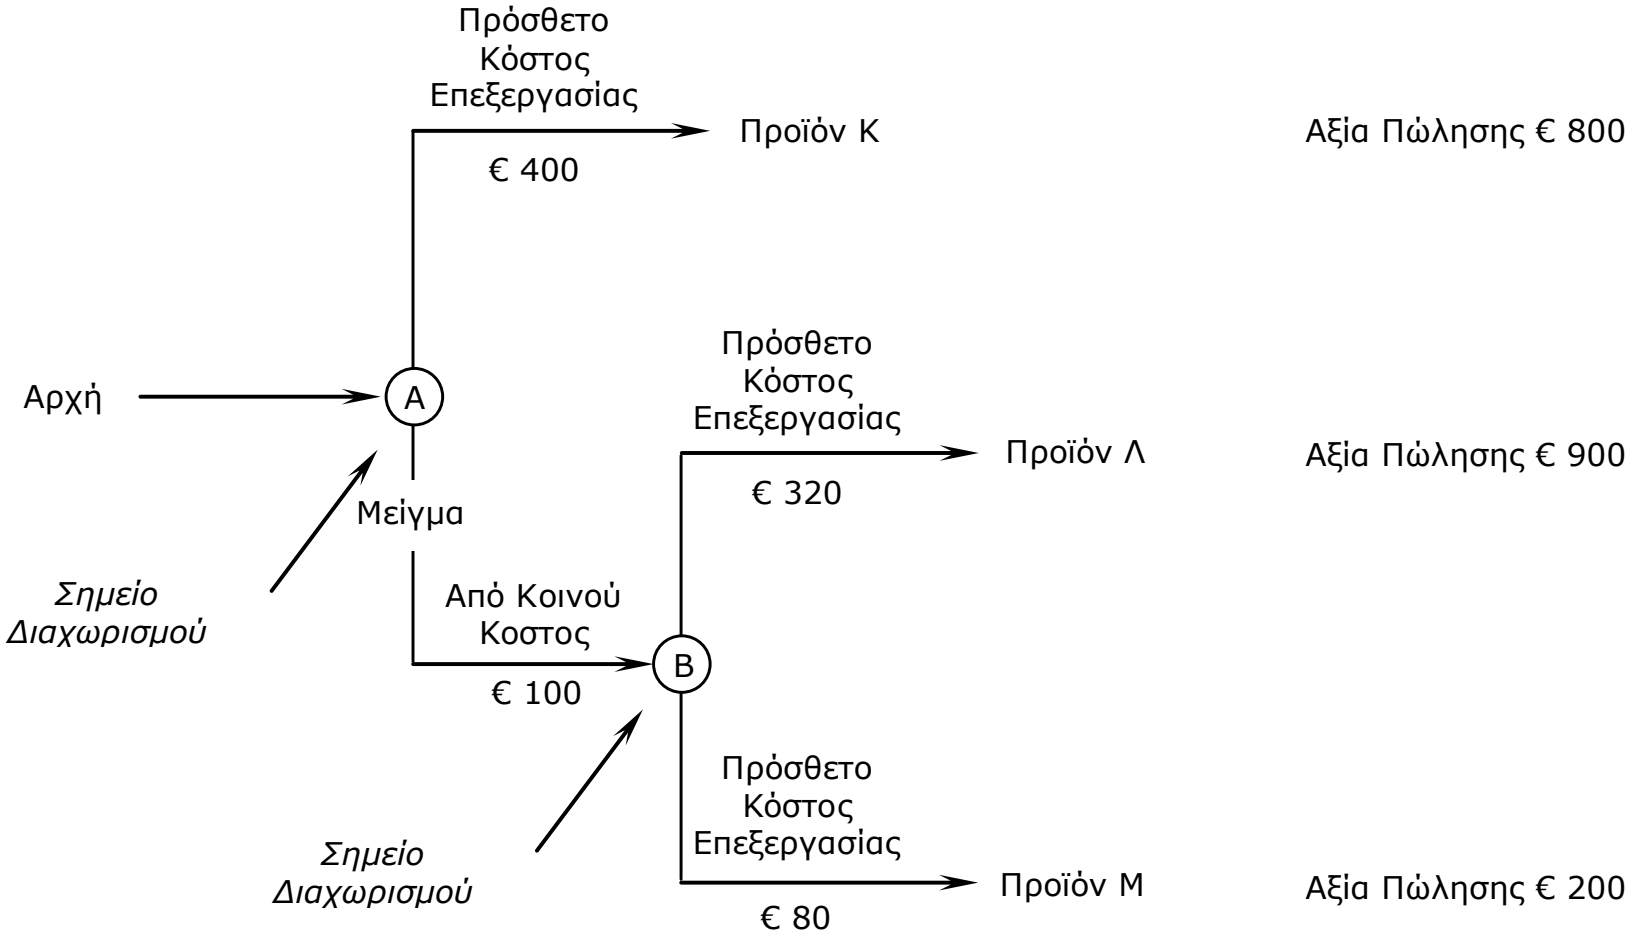 Πρόσθετο
Κόστος
Επεξεργασίας
Προϊόν Κ
Αξία Πώλησης € 800
€ 400
Πρόσθετο
Κόστος
Επεξεργασίας
Αρχή
Α
Προϊόν Λ
Αξία Πώλησης € 900
€ 320
Μείγμα
Σημείο
Διαχωρισμού
Από Κοινού
Κοστος
Β
€ 100
Πρόσθετο
Κόστος
Επεξεργασίας
Σημείο
Διαχωρισμού
Προϊόν Μ
Αξία Πώλησης € 200
€ 80